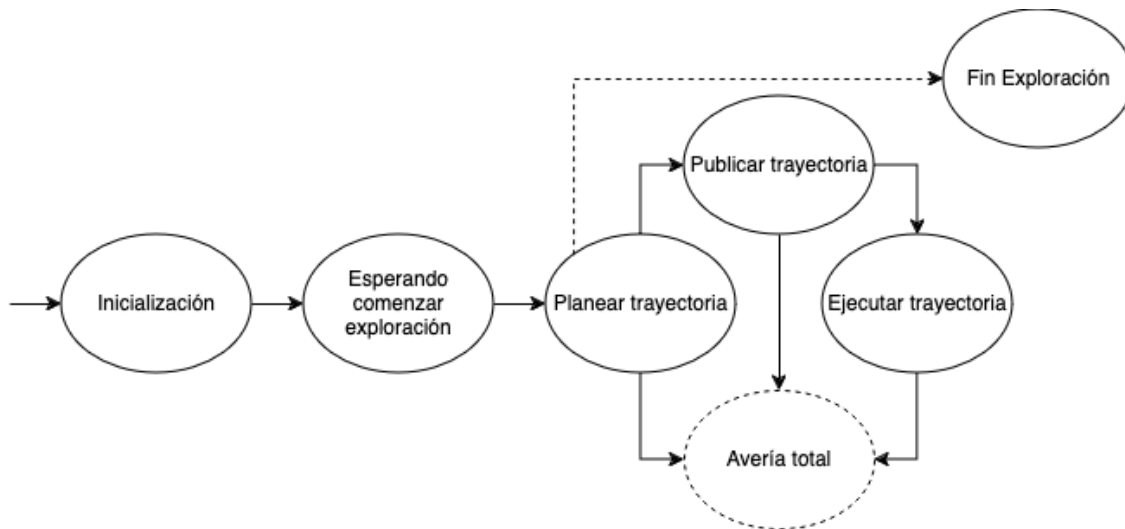 Fin Exploración
Publicar trayectoria
Inicialización
Esperando
comenzar
exploración
Planear trayectoria
Ejecutar trayectoria
Avería total